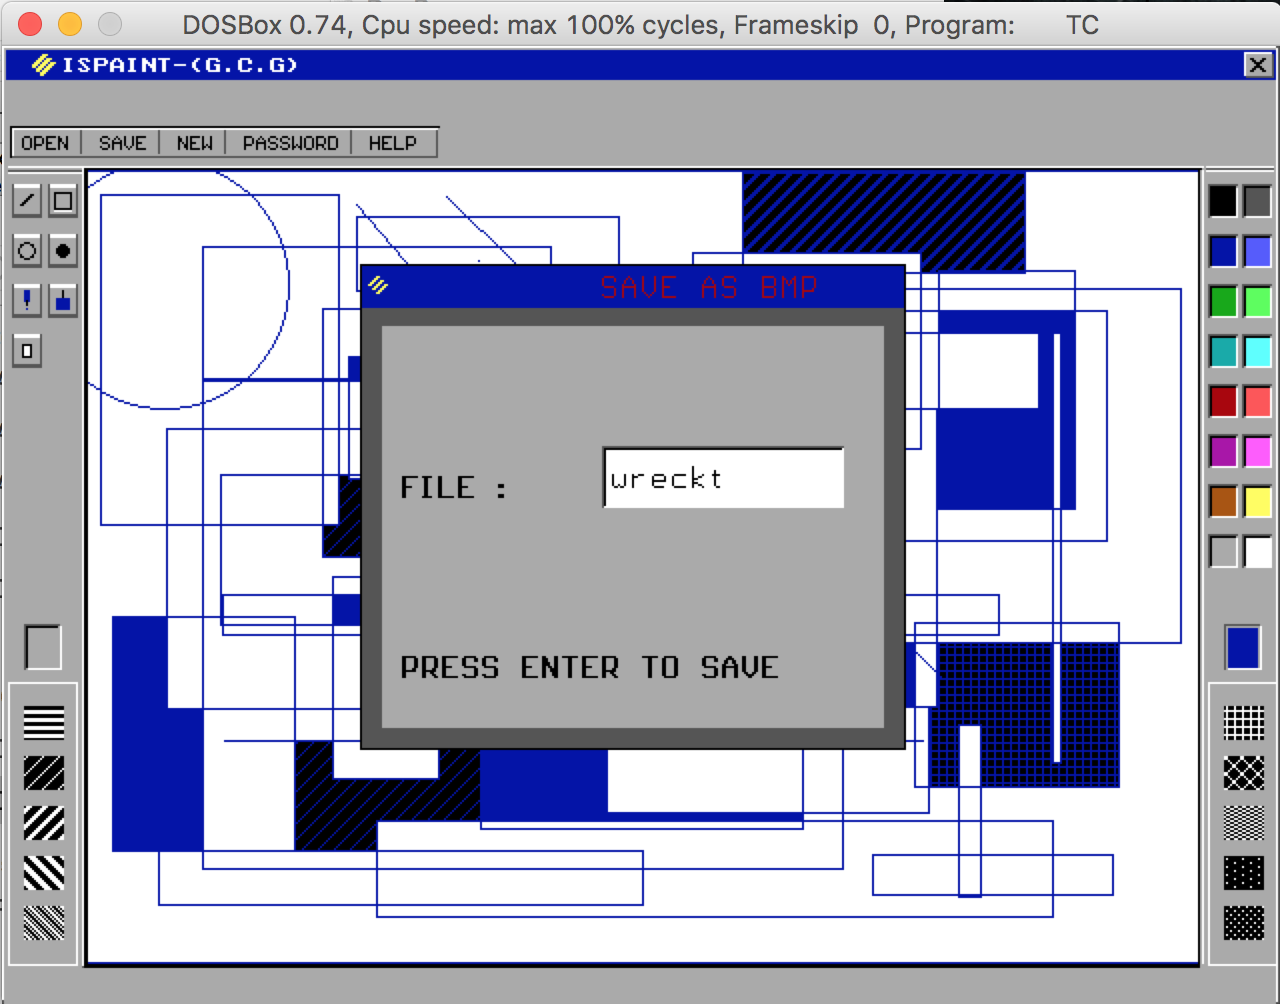 DOSBox 0.74, Cpu speed: max 100% cycles, Frameskip 0, Program: TC
ISPAINT-(G.C.G)
OPEN SAVE NEW PASSWORD HELP
SAVE AS BMP
FILE : wreckt
PRESS ENTER TO SAVE